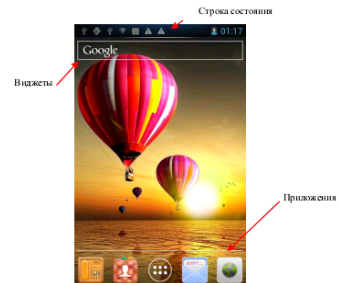 Строка состояния
01:17
Google
Виджеты
Приложения